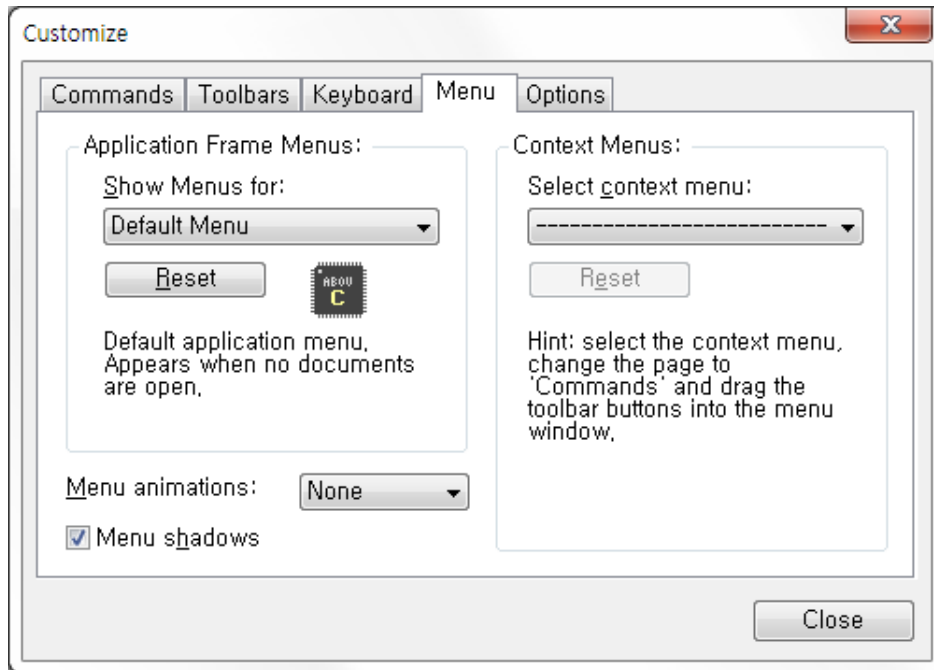 Customize
Commands Toolbars Keyboard Menu Options
Application Frame Menus:
Show Menus for:
Default Menu
Reset
ABOV
C
Default application menu,
Appears when no documents
are open,
Context Menus:
Select context menu:
---------------------------
Reset
Hint: select the context menu,
change the page to
'Commands' and drag the
toolbar buttons into the menu
window,
Menu animations:
None
Menu shadows
Close